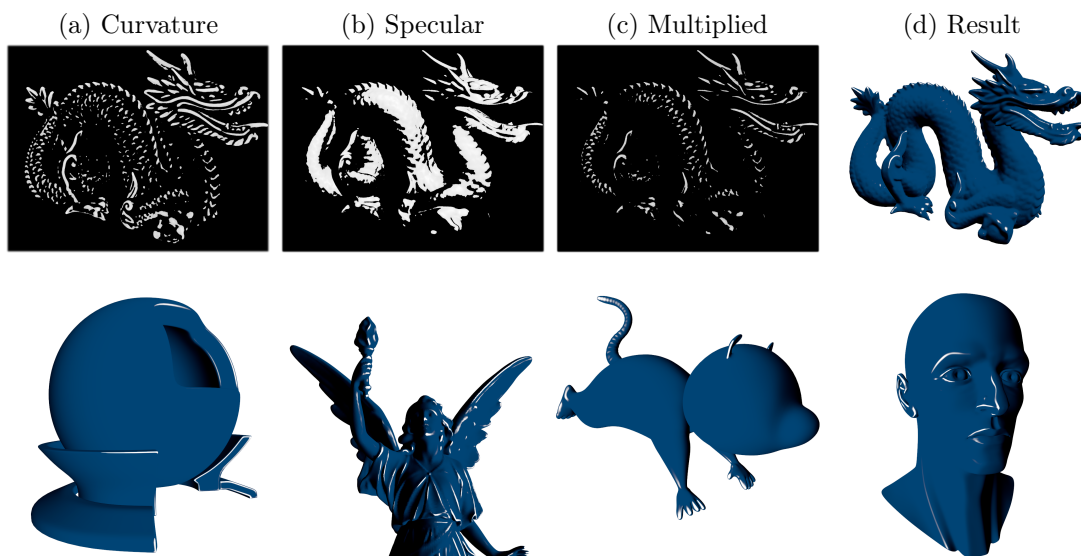 (a) Curvature
(b) Specular
(c) Multiplied
(d) Result